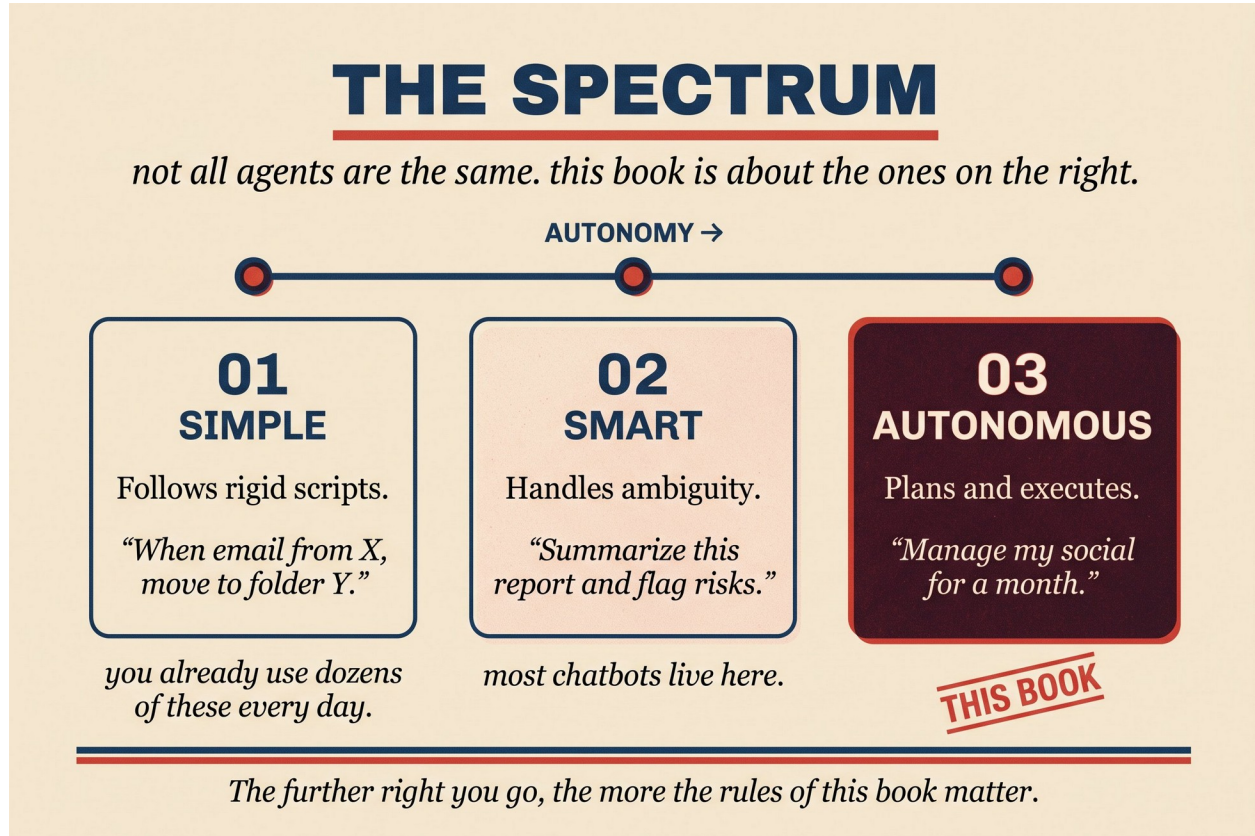 THE SPECTRUM
not all agents are the same. this book is about the ones on the right.
AUTONOMY →
01
SIMPLE
Follows rigid scripts.
“When email from X,
move to folder Y.”
you already use dozens
of these every day.
02
SMART
Handles ambiguity.
“Summarize this
report and flag risks.”
most chatbots live here.
03
AUTONOMOUS
Plans and executes.
“Manage my social
for a month.”
THIS BOOK
The further right you go, the more the rules of this book matter.